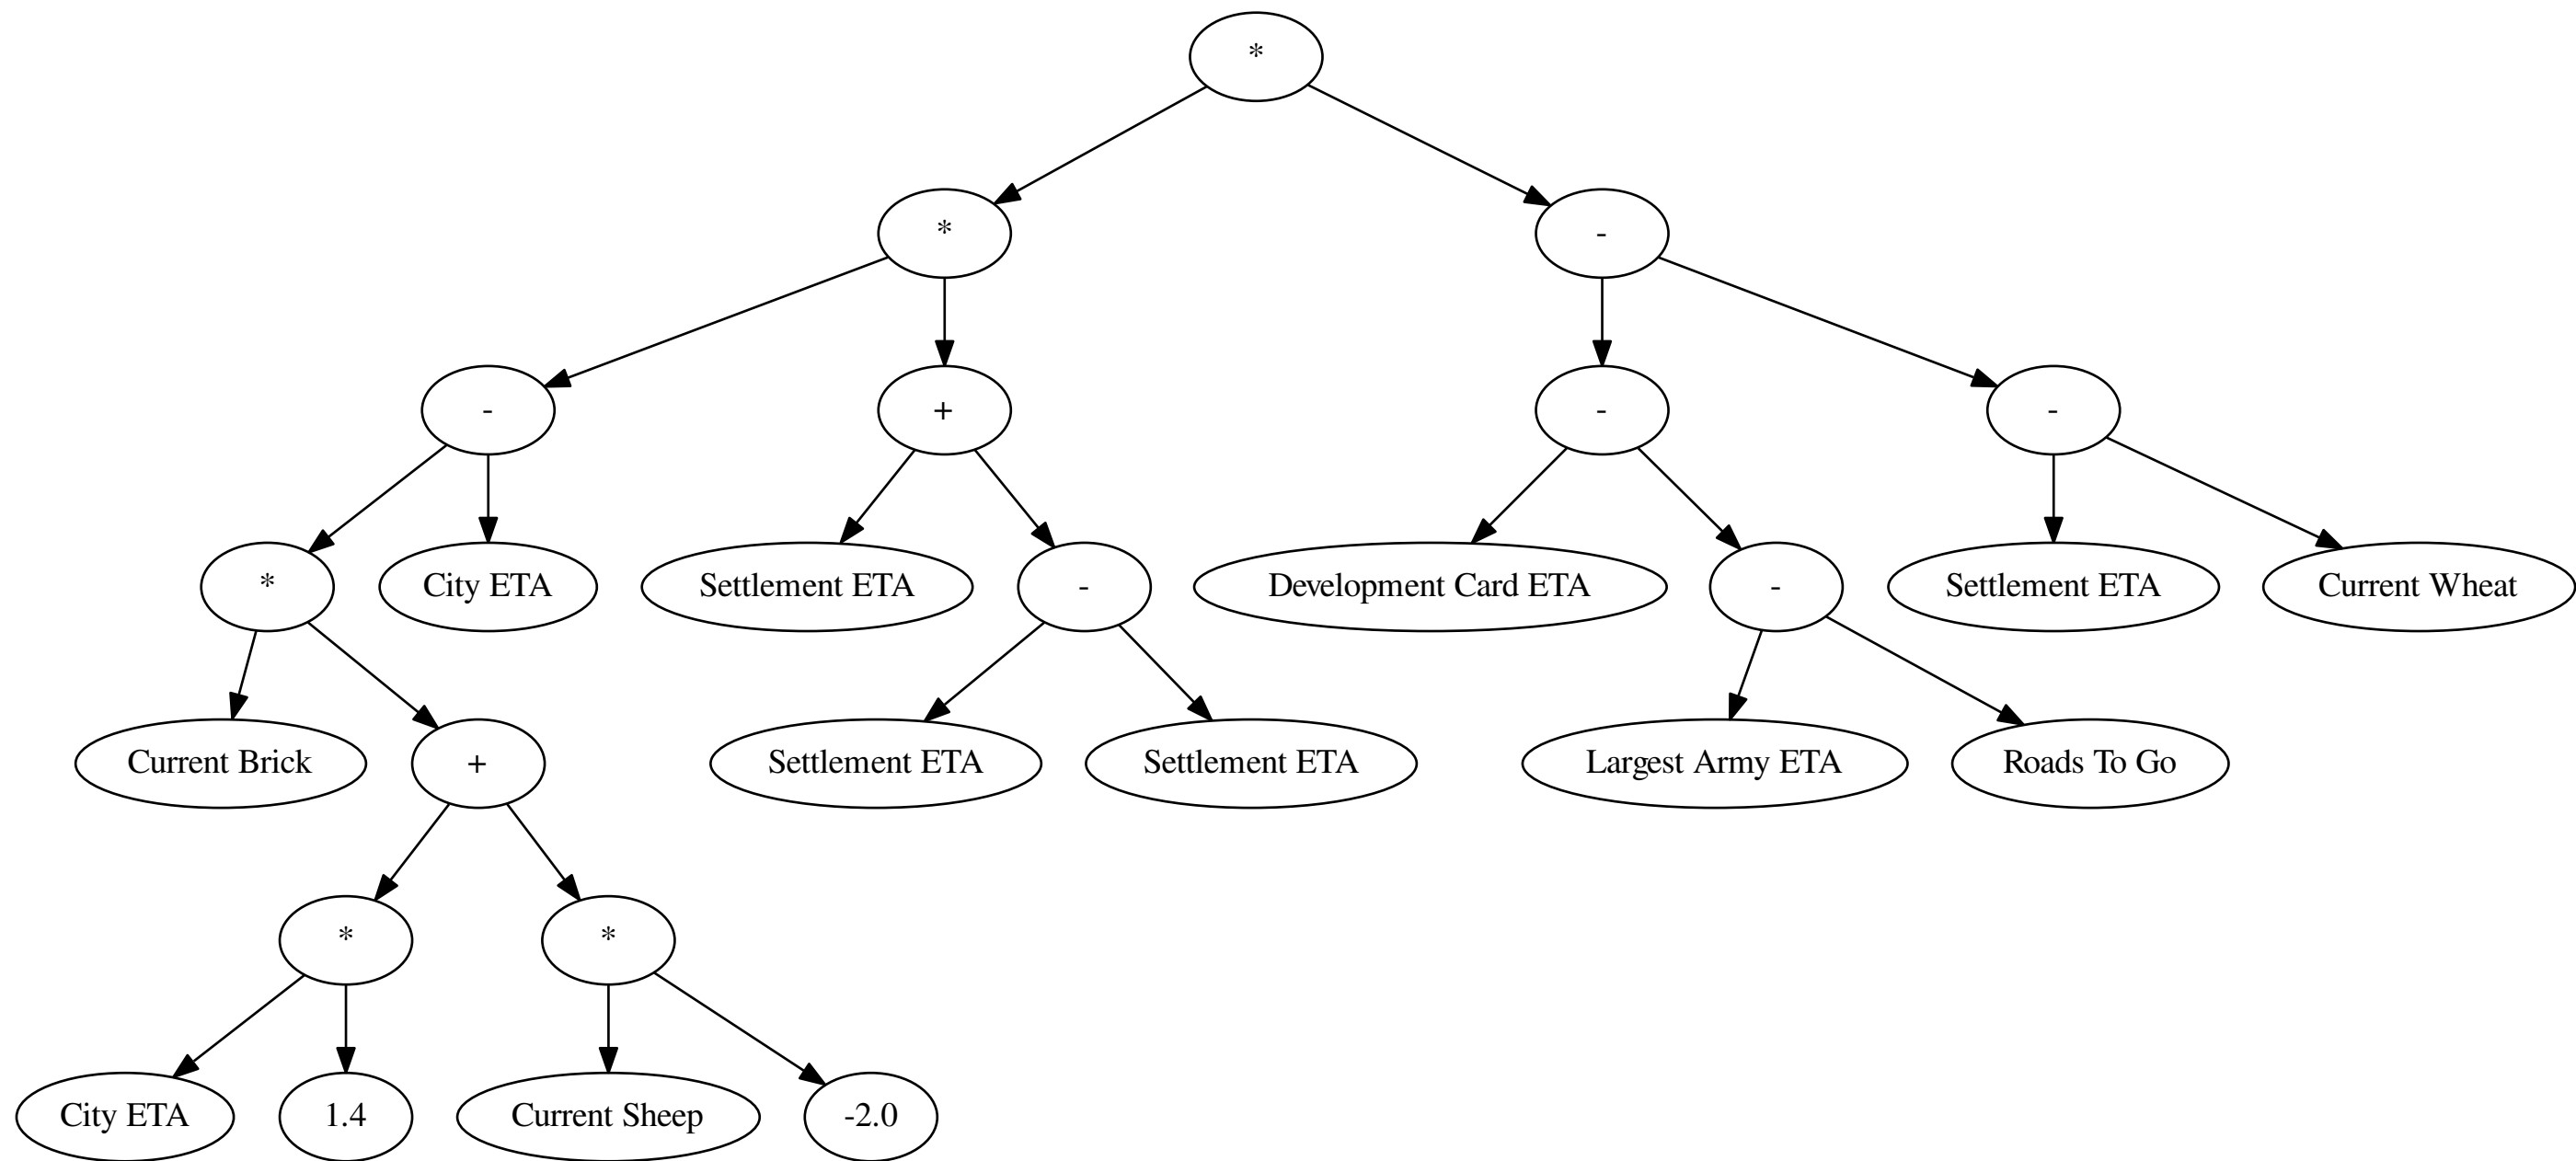 *
*
-
-
+
-
-
*
City ETA
Settlement ETA
-
Development Card ETA
-
Settlement ETA
Current Wheat
Current Brick
+
Settlement ETA
Settlement ETA
Largest Army ETA
Roads To Go
*
*
City ETA
1.4
Current Sheep
-2.0